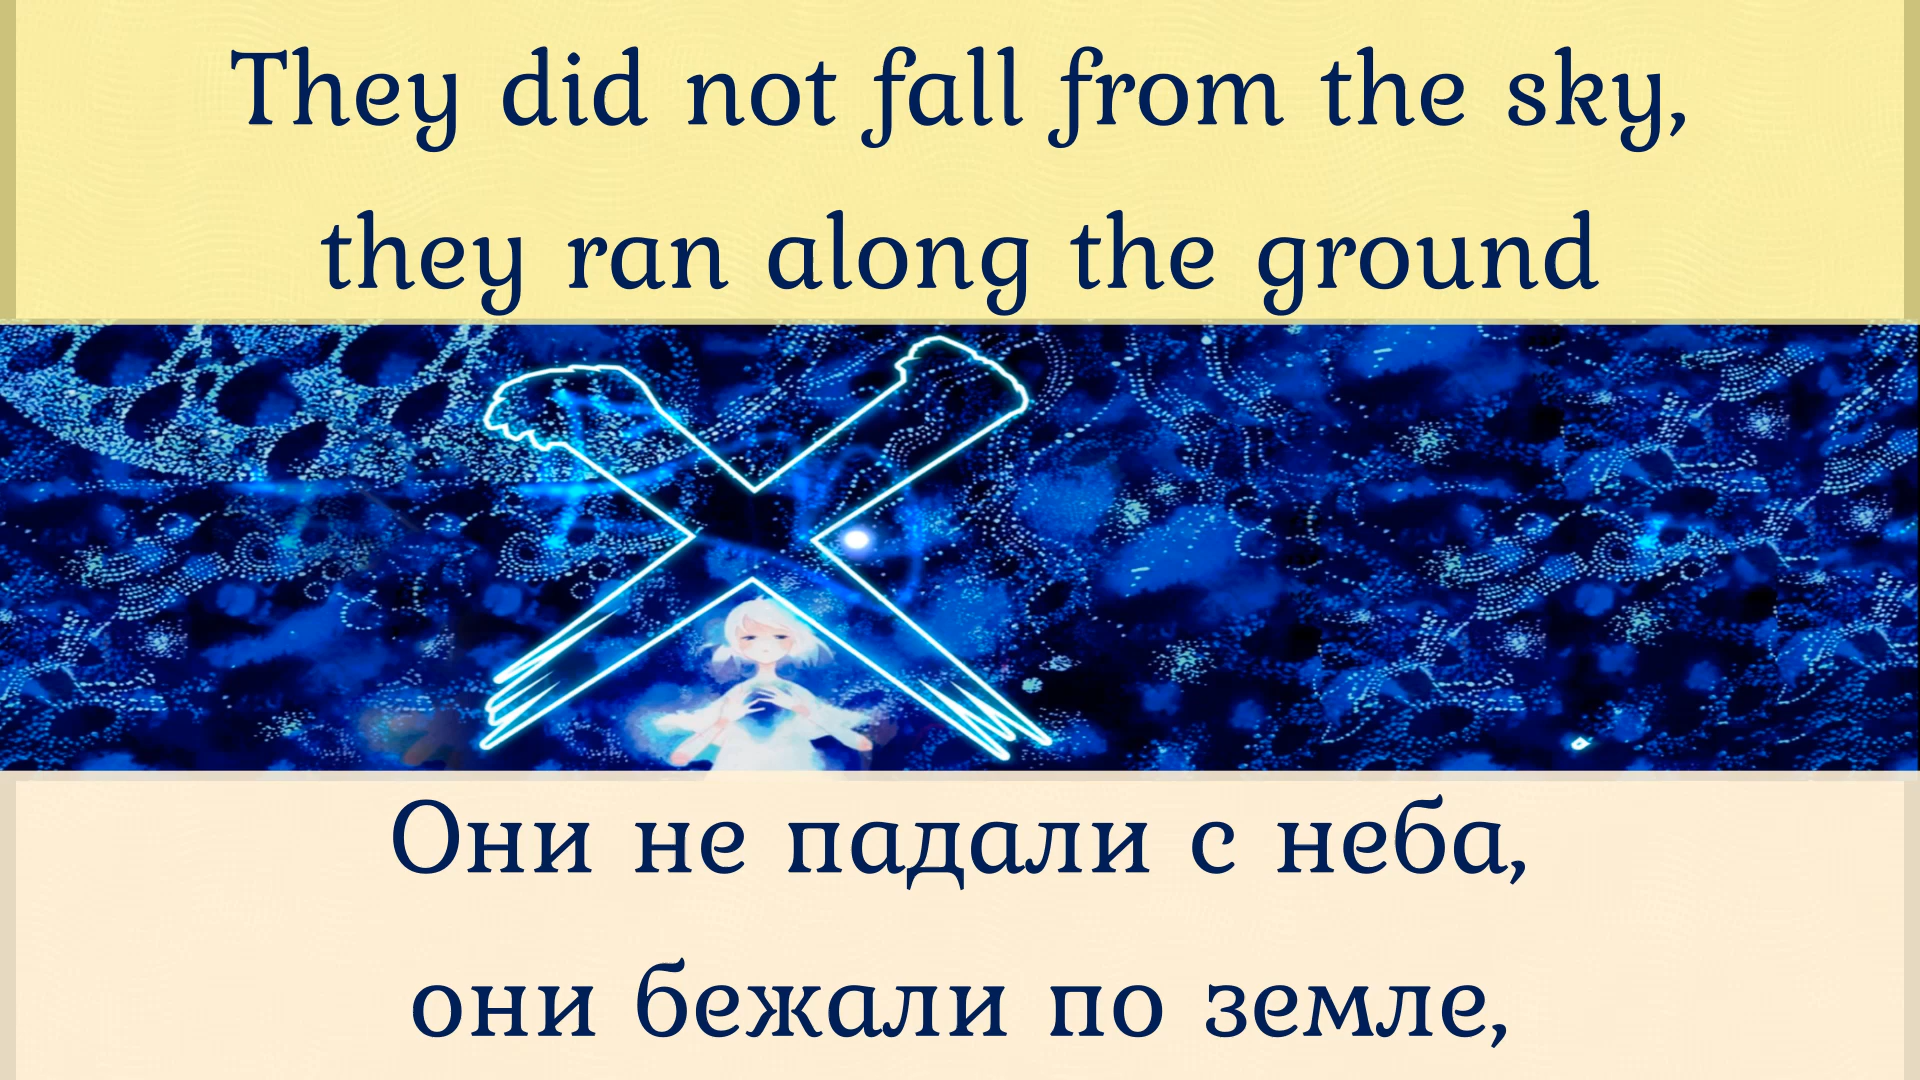 They did not fall from the sky,
they ran along the ground
Они не падали с неба,
они бежали по земле,